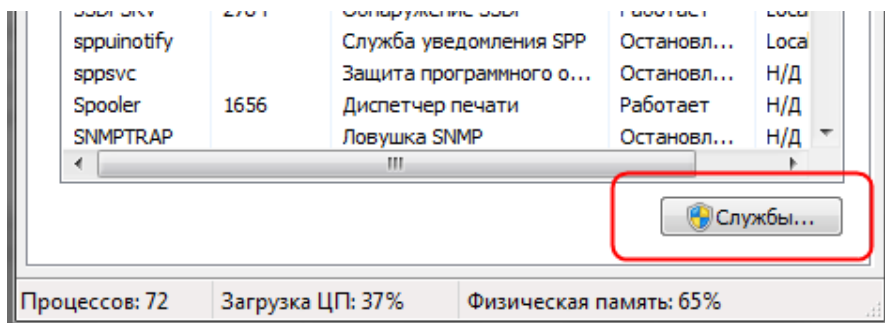 sppuinotify Служба уведомления SPP Остановл... Local
sppsvc Защита программного о... Остановл... Н/Д
Spooler 1656 Диспетчер печати Работает Н/Д
SNMPTRAP Ловушка SNMP Остановл... Н/Д
Службы...
Процессов: 72 Загрузка ЦП: 37% Физическая память: 65%